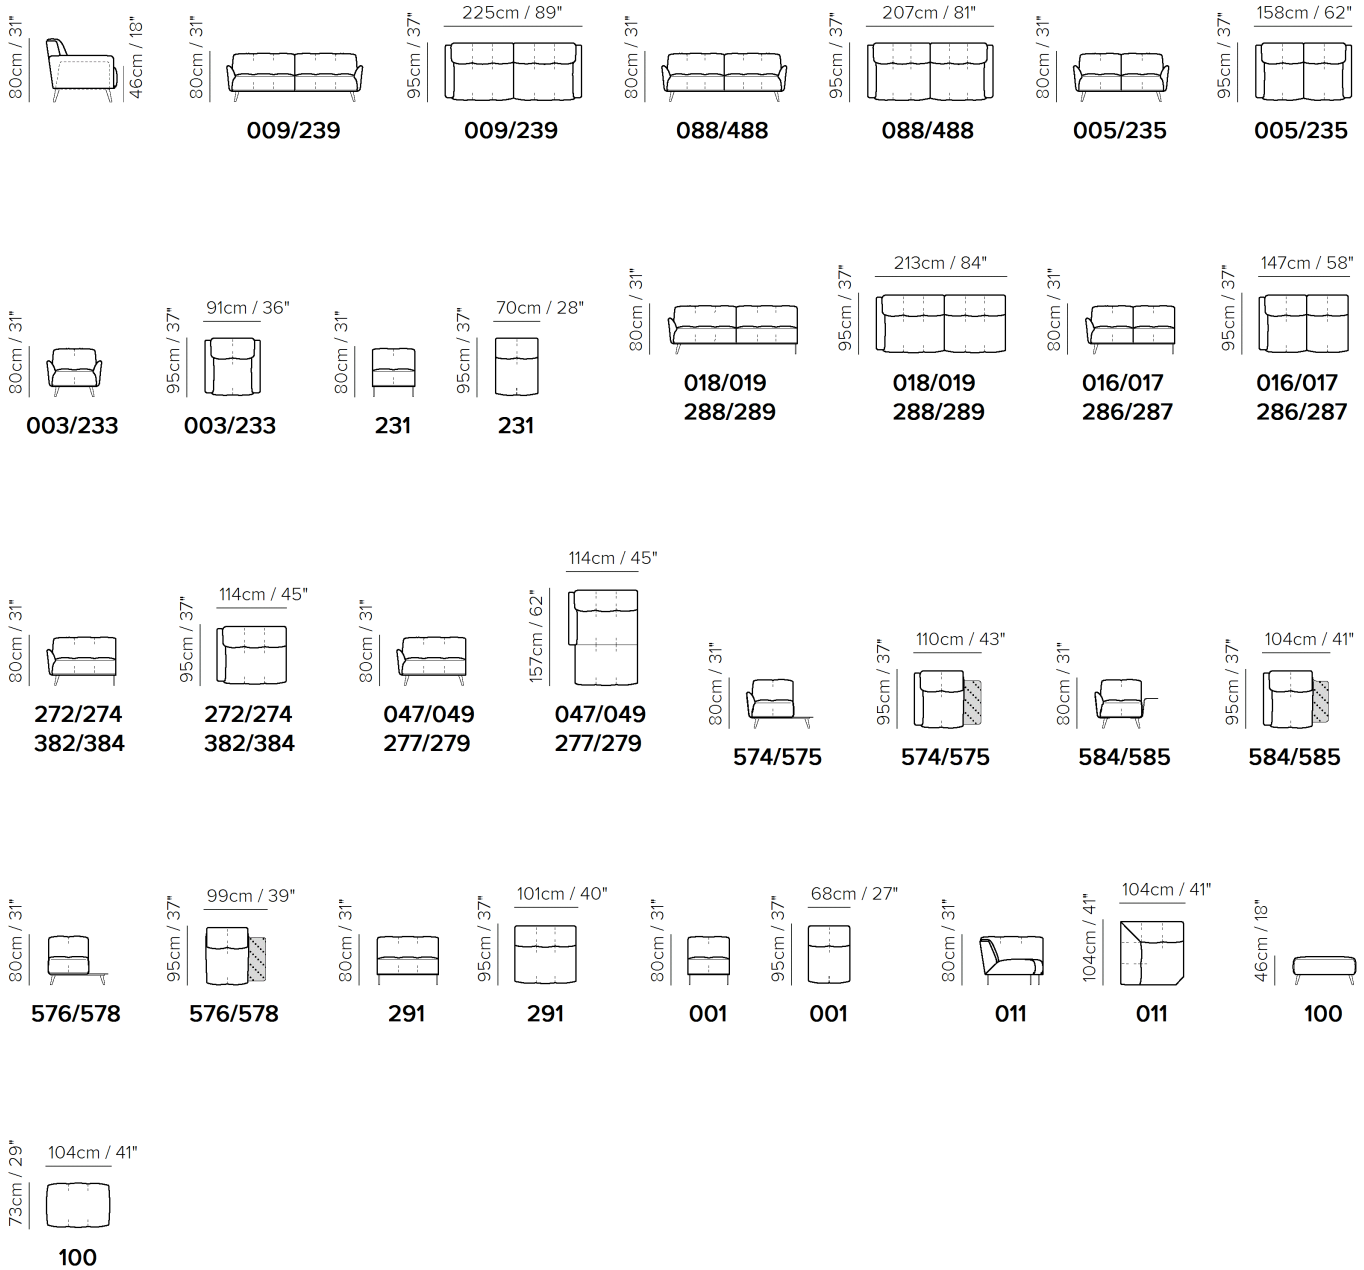 80cm / 31"
46cm / 18"
80cm / 31"
009/239
225cm / 89"
95cm / 37"
009/239
80cm / 31"
088/488
207cm / 81"
95cm / 37"
088/488
80cm / 31"
005/235
158cm / 62"
95cm / 37"
005/235
80cm / 31"
003/233
91cm / 36"
95cm / 37"
003/233
80cm / 31"
231
70cm / 28"
95cm / 37"
231
80cm / 31"
018/019
288/289
213cm / 84"
95cm / 37"
018/019
288/289
80cm / 31"
016/017
286/287
147cm / 58"
95cm / 37"
016/017
286/287
80cm / 31"
272/274
382/384
114cm / 45"
95cm / 37"
272/274
382/384
80cm / 31"
047/049
277/279
114cm / 45"
157cm / 62"
047/049
277/279
80cm / 31"
574/575
110cm / 43"
95cm / 37"
574/575
80cm / 31"
584/585
104cm / 41"
95cm / 37"
584/585
80cm / 31"
576/578
99cm / 39"
95cm / 37"
576/578
80cm / 31"
291
101cm / 40"
95cm / 37"
291
80cm / 31"
001
68cm / 27"
95cm / 37"
001
80cm / 31"
011
104cm / 41"
104cm / 41"
011
46cm / 18"
100
104cm / 41"
73cm / 29"
100